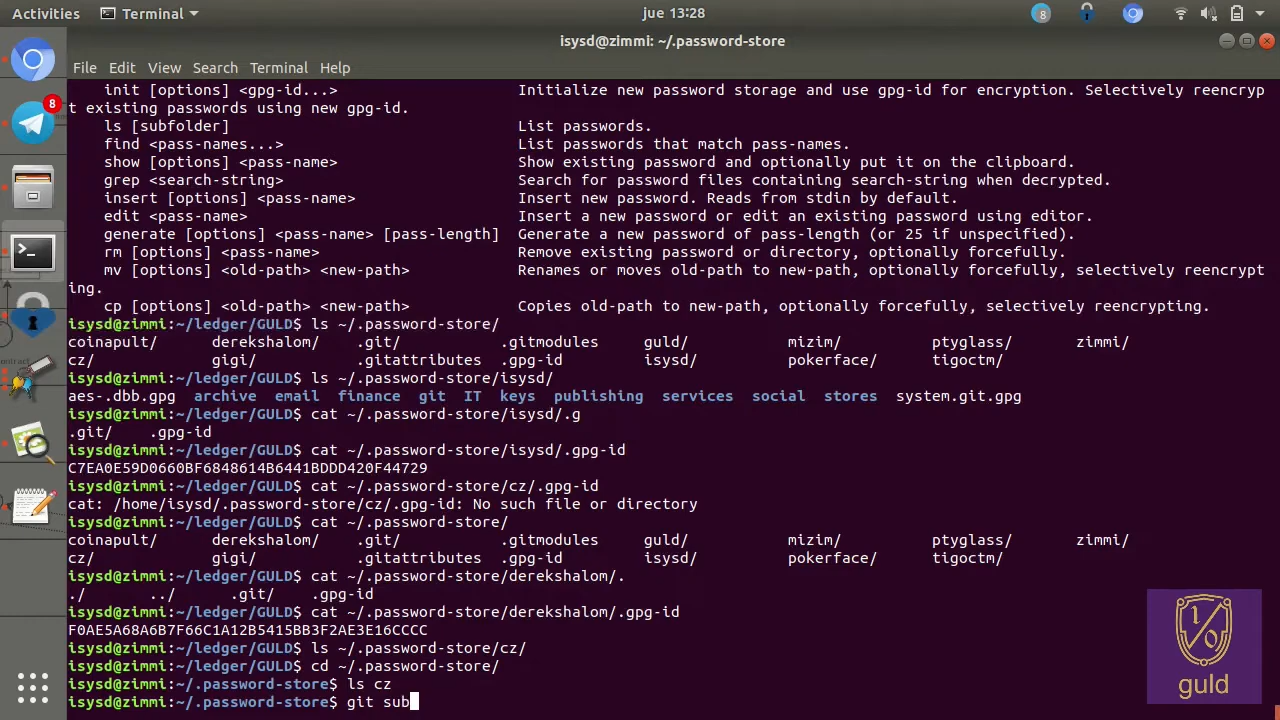 Activities Terminal jue 13:28 8
isysd@zimmi: ~/.password-store
File Edit View Search Terminal Help
8
init [options] <gpg-id...> Initialize new password storage and use gpg-id for encryption. Selectively reencryp
t existing passwords using new gpg-id.
ls [subfolder] List passwords.
find <pass-names...> List passwords that match pass-names.
show [options] <pass-name> Show existing password and optionally put it on the clipboard.
grep <search-string> Search for password files containing search-string when decrypted.
insert [options] <pass-name> Insert new password. Reads from stdin by default.
edit <pass-name> Insert a new password or edit an existing password using editor.
generate [options] <pass-name> [pass-length] Generate a new password of pass-length (or 25 if unspecified).
rm [options] <pass-name> Remove existing password or directory, optionally forcefully.
mv [options] <old-path> <new-path> Renames or moves old-path to new-path, optionally forcefully, selectively reencrypt
ing.
cp [options] <old-path> <new-path> Copies old-path to new-path, optionally forcefully, selectively reencrypting.
isysd@zimmi:~/ledger/GULD$ ls ~/.password-store/
coinapult/ derekshalom/ .git/ .gitmodules guld/ mizim/ ptyglass/ zimmi/
cz/ gigi/ .gitattributes .gpg-id isysd/ pokerface/ tigoctm/
isysd@zimmi:~/ledger/GULD$ ls ~/.password-store/isysd/
aes-.dbb.gpg archive email finance git IT keys publishing services social stores system.git.gpg
isysd@zimmi:~/ledger/GULD$ cat ~/.password-store/isysd/.g
.git/ .gpg-id
isysd@zimmi:~/ledger/GULD$ cat ~/.password-store/isysd/.gpg-id
C7EA0E59D0660BF6848614B6441BDDD420F44729
isysd@zimmi:~/ledger/GULD$ cat ~/.password-store/cz/.gpg-id
cat: /home/isysd/.password-store/cz/.gpg-id: No such file or directory
isysd@zimmi:~/ledger/GULD$ cat ~/.password-store/
coinapult/ derekshalom/ .git/ .gitmodules guld/ mizim/ ptyglass/ zimmi/
cz/ gigi/ .gitattributes .gpg-id isysd/ pokerface/ tigoctm/
isysd@zimmi:~/ledger/GULD$ cat ~/.password-store/derekshalom/.
./ ../ .git/ .gpg-id
isysd@zimmi:~/ledger/GULD$ cat ~/.password-store/derekshalom/.gpg-id
F0AE5A68A6B7F66C1A12B5415BB3F2AE3E16CCCC
isysd@zimmi:~/ledger/GULD$ ls ~/.password-store/cz/
isysd@zimmi:~/ledger/GULD$ cd ~/.password-store/
isysd@zimmi:~/.password-store$ ls cz
isysd@zimmi:~/.password-store$ git sub
guld